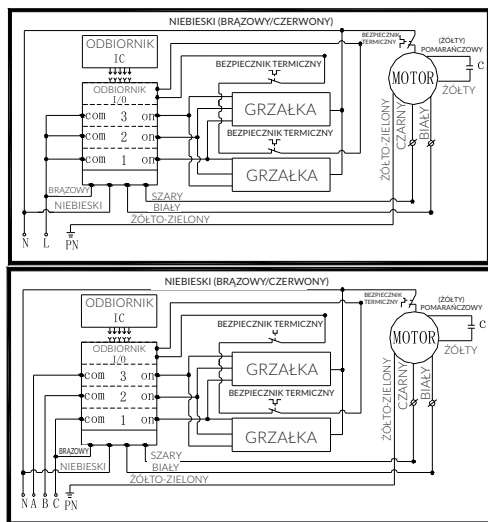 NIEBIESKI (BRĄZOWY/CZERWONY)
ODBIORNIK
IC
BEZPIECZNIK TERMICZNY
BEZPIECZNIK
TERMICZNY
(ŻÓŁTY)
POMARAŃCZOWY
MOTOR
C
ŻÓŁTY
ODBIORNIK
I/O
com 3 on
com 2 on
com 1 on
GRZAŁKA
BEZPIECZNIK TERMICZNY
GRZAŁKA
ŻÓŁTO-ZIELONY
CZARNY
BIAŁY
BRĄZOWY
NIEBIESKI
SZARY
BIAŁY
ŻÓŁTO-ZIELONY
N L PN
NIEBIESKI (BRĄZOWY/CZERWONY)
ODBIORNIK
IC
BEZPIECZNIK TERMICZNY
BEZPIECZNIK
TERMICZNY
(ŻÓŁTY)
POMARAŃCZOWY
MOTOR
C
ŻÓŁTY
ODBIORNIK
I/O
com 3 on
com 2 on
com 1 on
GRZAŁKA
BEZPIECZNIK TERMICZNY
GRZAŁKA
ŻÓŁTO-ZIELONY
CZARNY
BIAŁY
BRĄZOWY
NIEBIESKI
SZARY
BIAŁY
ŻÓŁTO-ZIELONY
N A B C PN